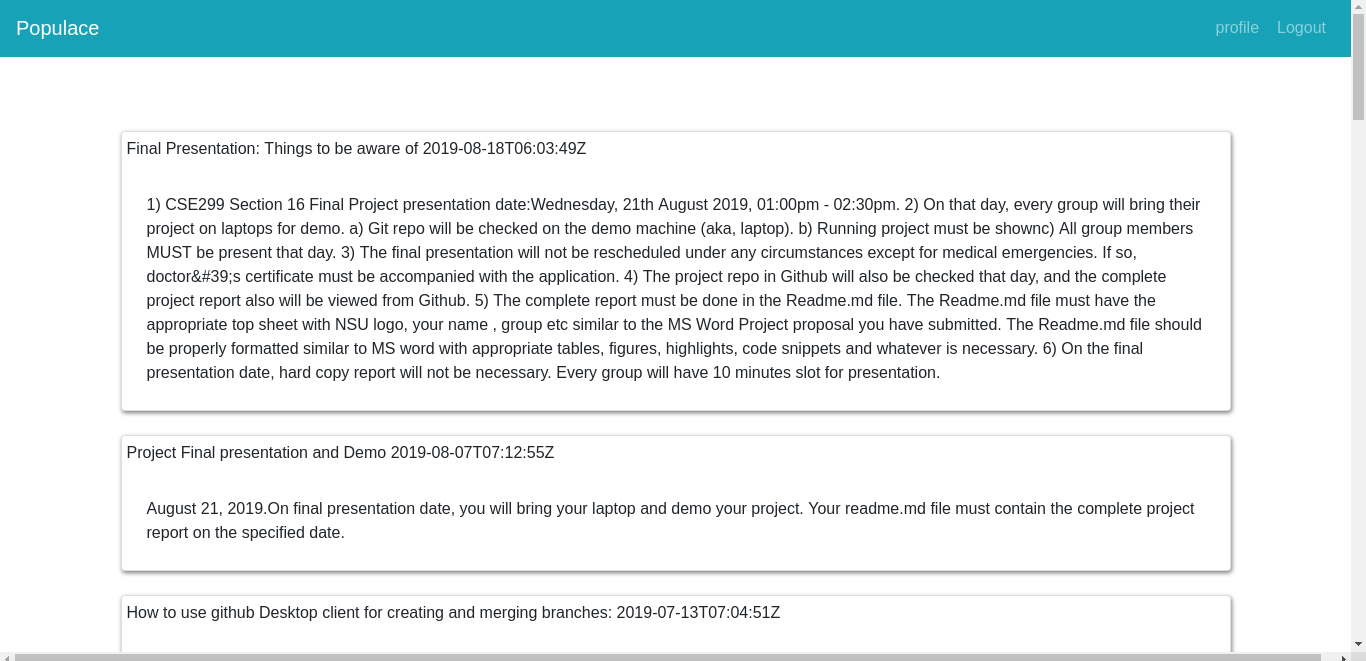 Populace
profile Logout
Final Presentation: Things to be aware of 2019-08-18T06:03:49Z
1) CSE299 Section 16 Final Project presentation date:Wednesday, 21th August 2019, 01:00pm - 02:30pm. 2) On that day, every group will bring their
project on laptops for demo. a) Git repo will be checked on the demo machine (aka, laptop). b) Running project must be shownc) All group members
MUST be present that day. 3) The final presentation will not be rescheduled under any circumstances except for medical emergencies. If so,
doctor&#39;s certificate must be accompanied with the application. 4) The project repo in Github will also be checked that day, and the complete
project report also will be viewed from Github. 5) The complete report must be done in the Readme.md file. The Readme.md file must have the
appropriate top sheet with NSU logo, your name , group etc similar to the MS Word Project proposal you have submitted. The Readme.md file should
be properly formatted similar to MS word with appropriate tables, figures, highlights, code snippets and whatever is necessary. 6) On the final
presentation date, hard copy report will not be necessary. Every group will have 10 minutes slot for presentation.
Project Final presentation and Demo 2019-08-07T07:12:55Z
August 21, 2019.On final presentation date, you will bring your laptop and demo your project. Your readme.md file must contain the complete project
report on the specified date.
How to use github Desktop client for creating and merging branches: 2019-07-13T07:04:51Z